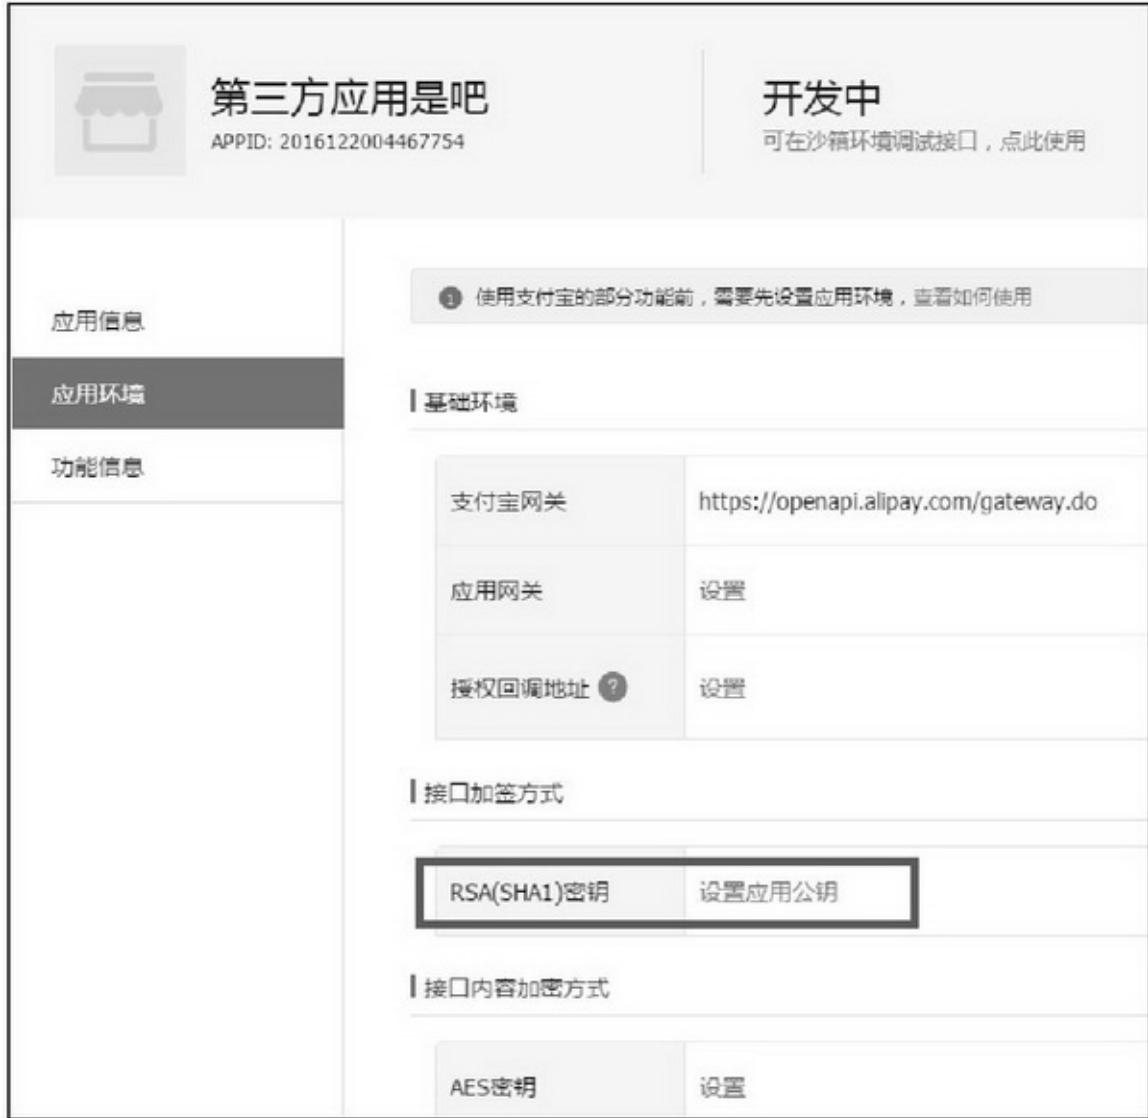 第三方应用是吧
APPID: 2016122004467754
开发中
可在沙箱环境调试接口，点此使用
应用信息
应用环境
功能信息
使用支付宝的部分功能前，需要先设置应用环境，查看如何使用
基础环境
支付宝网关 https://openapi.alipay.com/gateway.do
应用网关 设置
授权回调地址 ? 设置
接口加签方式
RSA(SHA1)密钥 设置应用公钥
接口内容加密方式
AES密钥 设置